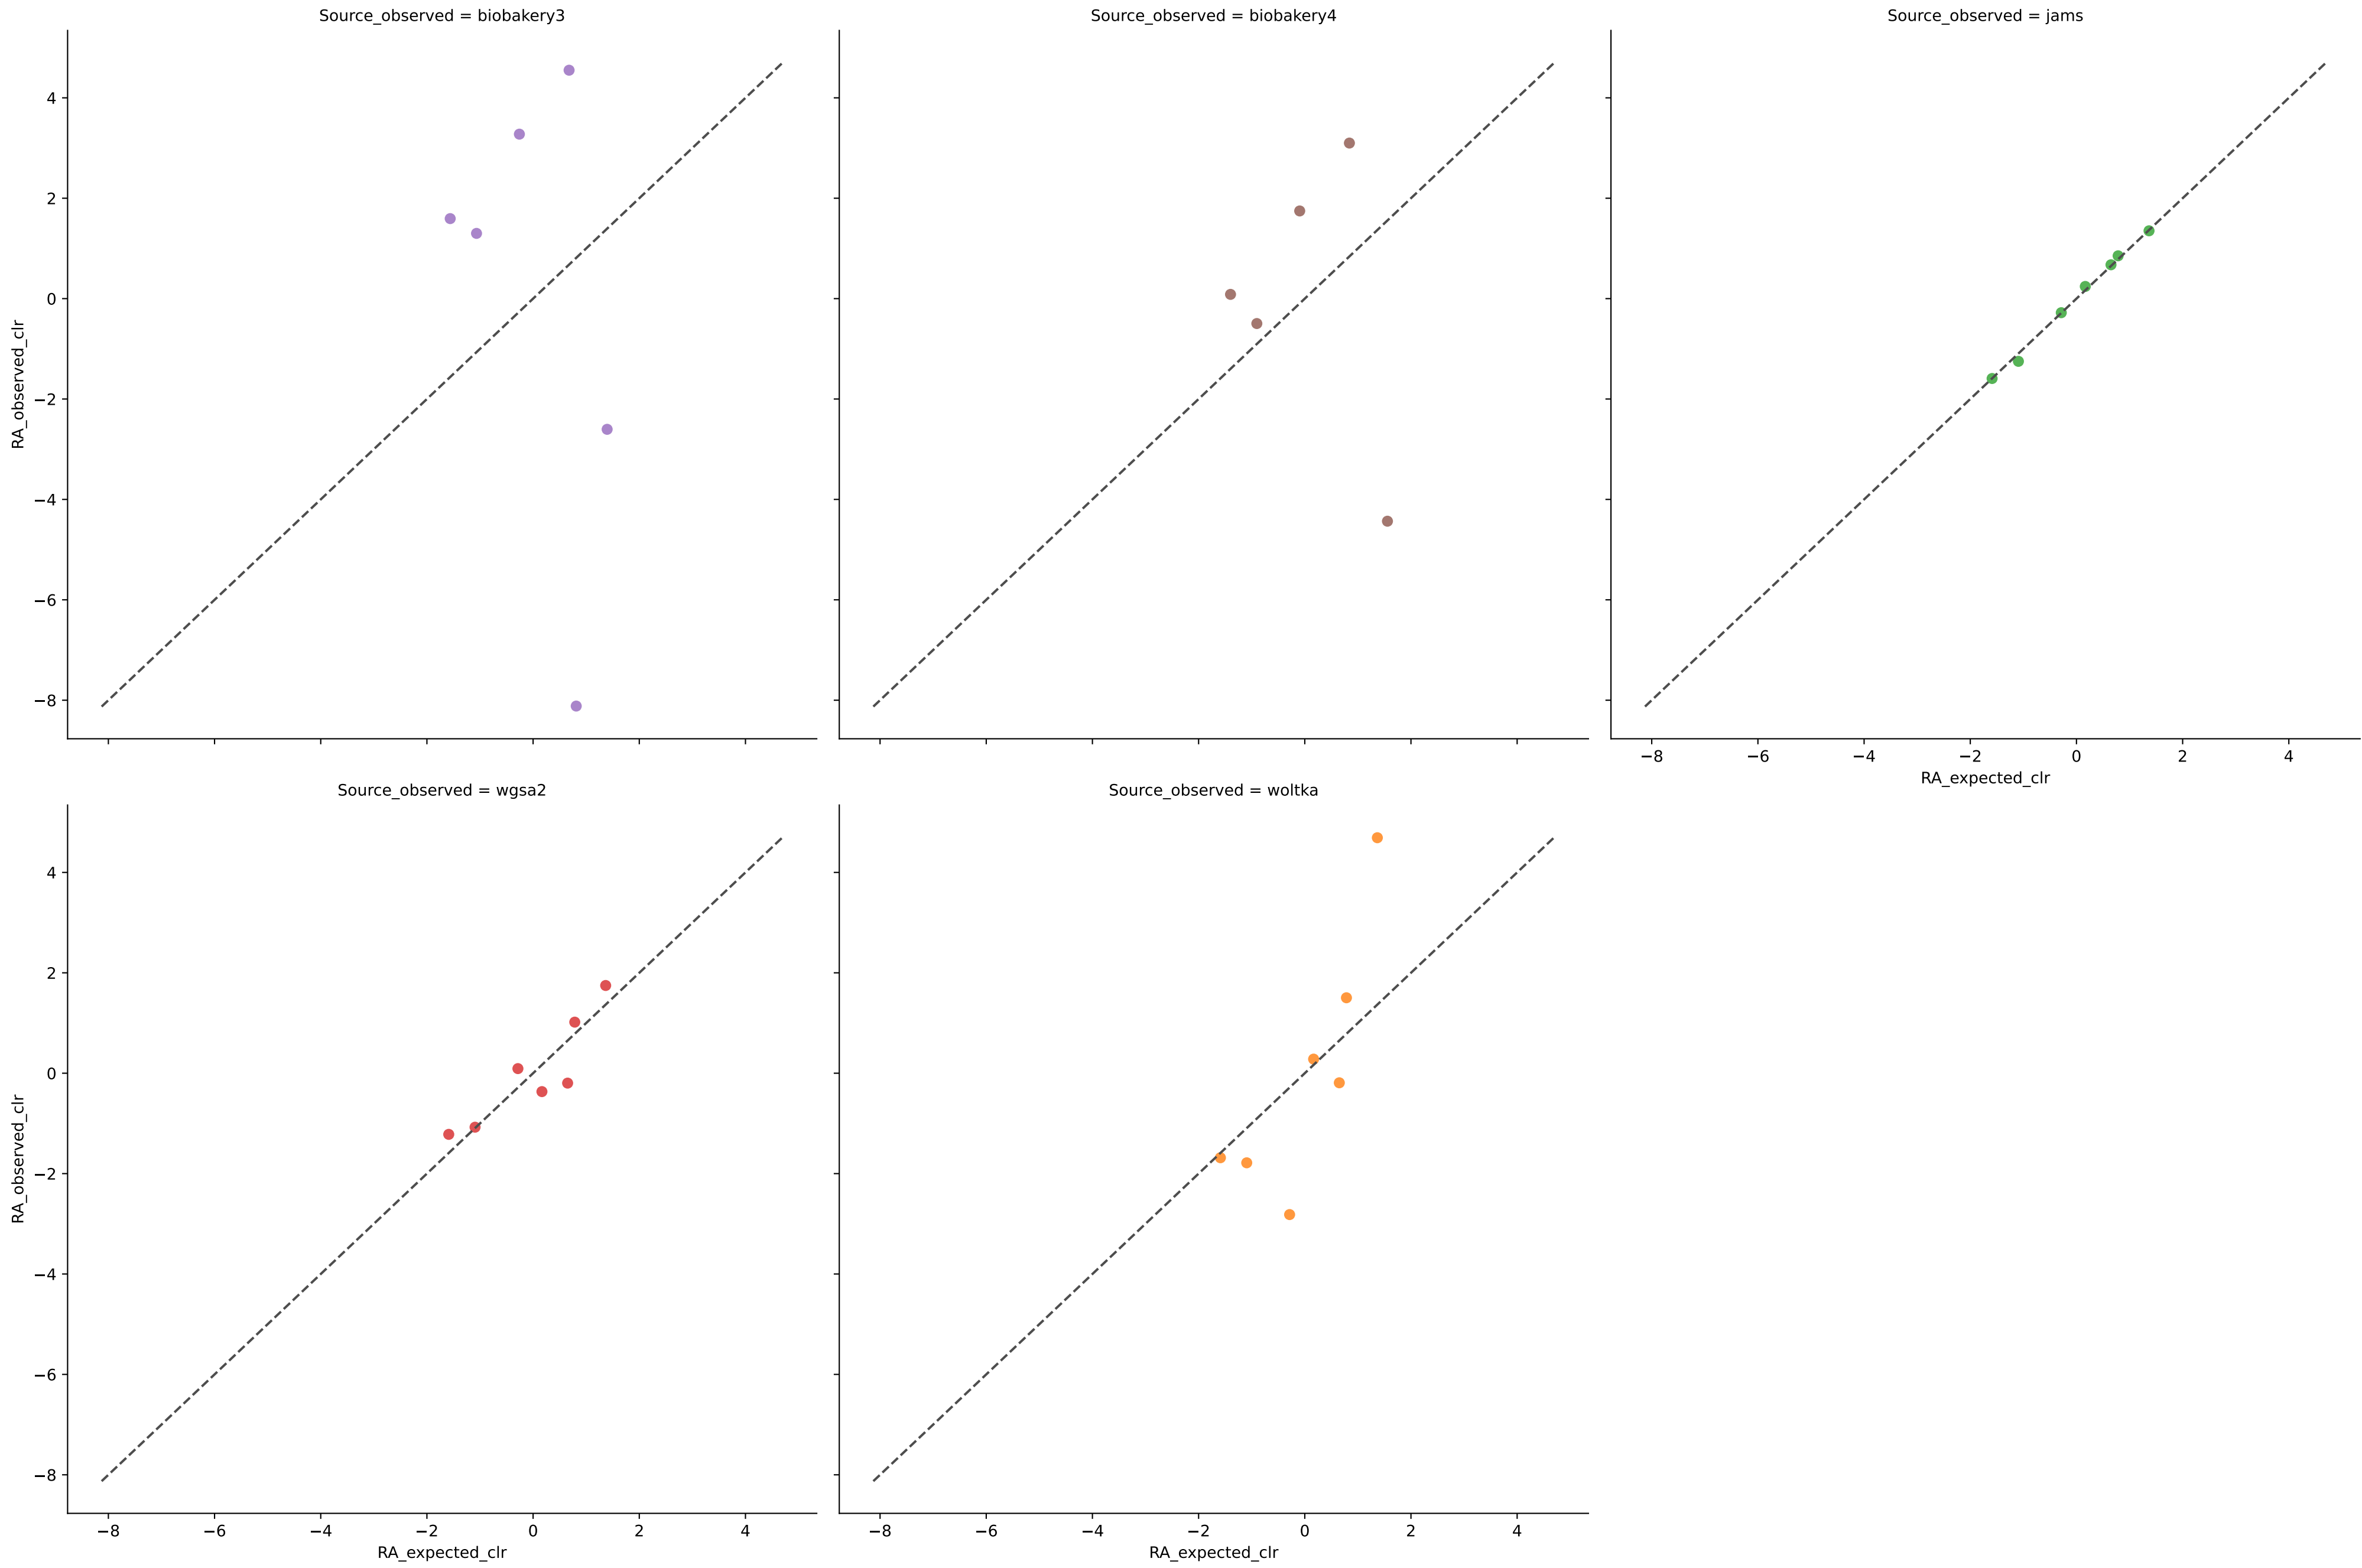 Source_observed = biobakery3
Source_observed = biobakery4
Source_observed = jams
RA_observed_clr
4
2
0
−2
−4
−6
−8
−8 −6 −4 −2 0 2 4
RA_expected_clr
Source_observed = wgsa2
Source_observed = woltka
RA_observed_clr
4
2
0
−2
−4
−6
−8
−8 −6 −4 −2 0 2 4
RA_expected_clr
−8 −6 −4 −2 0 2 4
RA_expected_clr